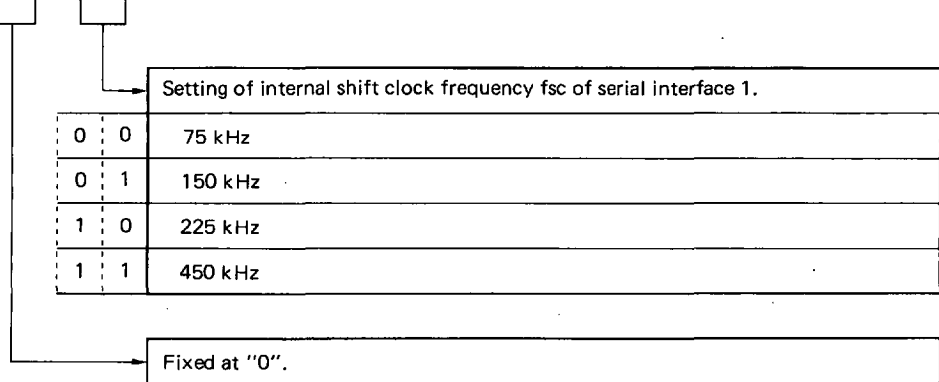 Setting of internal shift clock frequency fsc of serial interface 1.
0 0 75 kHz
0 1 150 kHz
1 0 225 kHz
1 1 450 kHz
Fixed at "0".